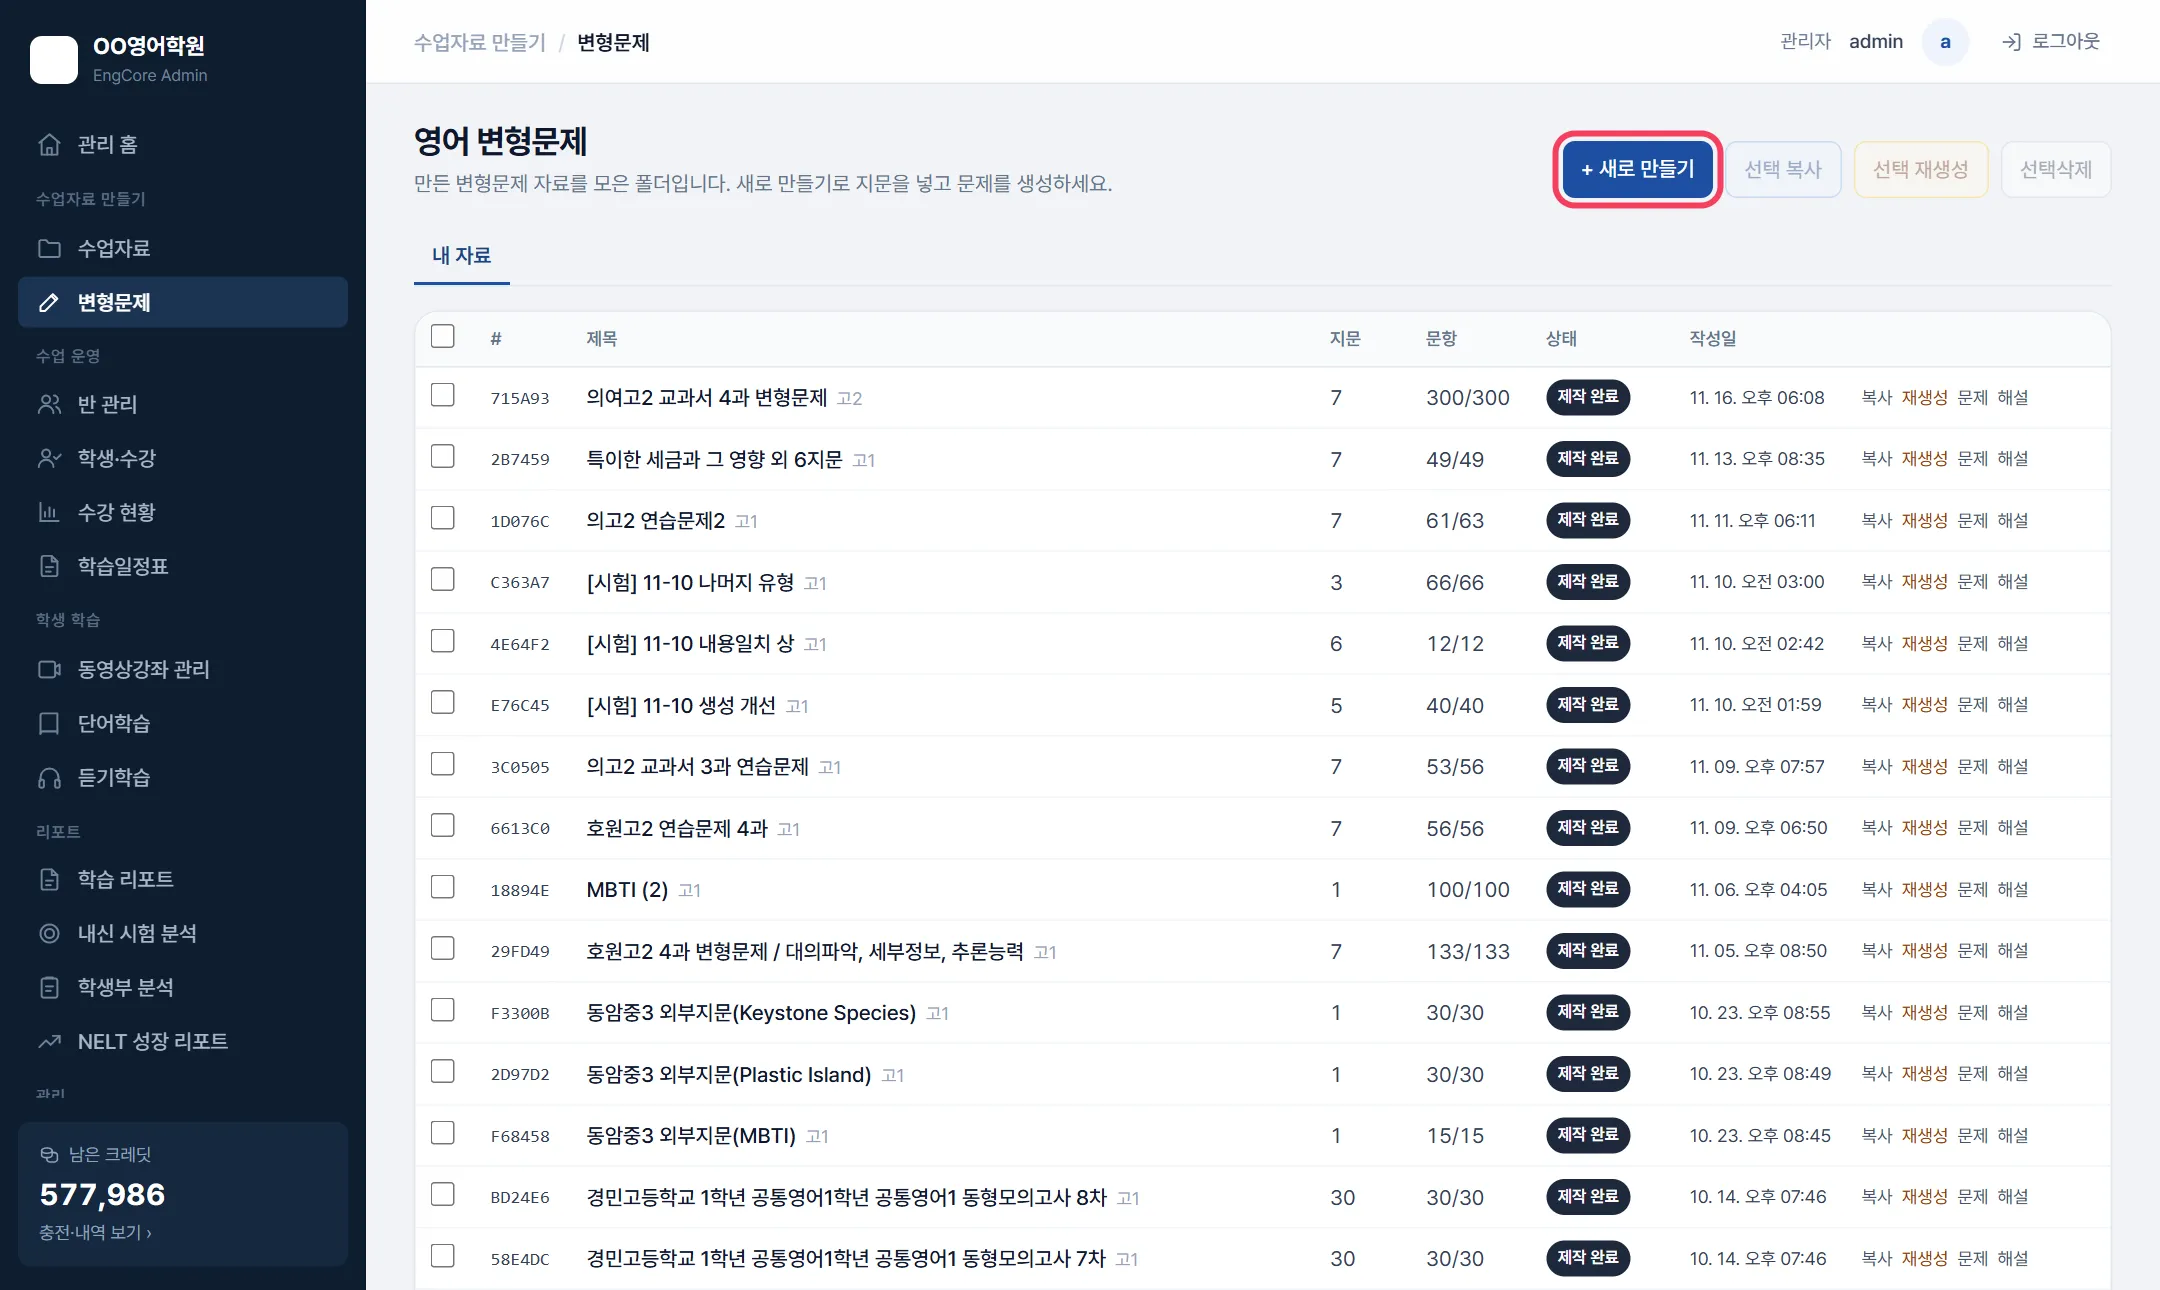 OO영어학원
EngCore Admin
관리 홈
수업자료 만들기
수업자료
변형문제
수업 운영
반 관리
학생·수강
수강 현황
학습일정표
학생 학습
동영상강좌 관리
단어학습
듣기학습
리포트
학습 리포트
내신 시험 분석
학생부 분석
NELT 성장 리포트
관리
남은 크레딧
577,986
충전·내역 보기 ›
수업자료 만들기 / 변형문제
관리자 admin a 로그아웃
영어 변형문제
만든 변형문제 자료를 모은 폴더입니다. 새로 만들기로 지문을 넣고 문제를 생성하세요.
+ 새로 만들기 선택 복사 선택 재생성 선택삭제
내 자료
# 제목 지문 문항 상태 작성일
715A93 의여고2 교과서 4과 변형문제 고2 7 300/300 제작 완료 11. 16. 오후 06:08 복사 재생성 문제 해설
2B7459 특이한 세금과 그 영향 외 6지문 고1 7 49/49 제작 완료 11. 13. 오후 08:35 복사 재생성 문제 해설
1D076C 의고2 연습문제2 고1 7 61/63 제작 완료 11. 11. 오후 06:11 복사 재생성 문제 해설
C363A7 [시험] 11-10 나머지 유형 고1 3 66/66 제작 완료 11. 10. 오전 03:00 복사 재생성 문제 해설
4E64F2 [시험] 11-10 내용일치 상 고1 6 12/12 제작 완료 11. 10. 오전 02:42 복사 재생성 문제 해설
E76C45 [시험] 11-10 생성 개선 고1 5 40/40 제작 완료 11. 10. 오전 01:59 복사 재생성 문제 해설
3C0505 의고2 교과서 3과 연습문제 고1 7 53/56 제작 완료 11. 09. 오후 07:57 복사 재생성 문제 해설
6613C0 호원고2 연습문제 4과 고1 7 56/56 제작 완료 11. 09. 오후 06:50 복사 재생성 문제 해설
18894E MBTI (2) 고1 1 100/100 제작 완료 11. 06. 오후 04:05 복사 재생성 문제 해설
29FD49 호원고2 4과 변형문제 / 대의파악, 세부정보, 추론능력 고1 7 133/133 제작 완료 11. 05. 오후 08:50 복사 재생성 문제 해설
F3300B 동암중3 외부지문(Keystone Species) 고1 1 30/30 제작 완료 10. 23. 오후 08:55 복사 재생성 문제 해설
2D97D2 동암중3 외부지문(Plastic Island) 고1 1 30/30 제작 완료 10. 23. 오후 08:49 복사 재생성 문제 해설
F68458 동암중3 외부지문(MBTI) 고1 1 15/15 제작 완료 10. 23. 오후 08:45 복사 재생성 문제 해설
BD24E6 경민고등학교 1학년 공통영어1학년 공통영어1 동형모의고사 8차 고1 30 30/30 제작 완료 10. 14. 오후 07:46 복사 재생성 문제 해설
58E4DC 경민고등학교 1학년 공통영어1학년 공통영어1 동형모의고사 7차 고1 30 30/30 제작 완료 10. 14. 오후 07:46 복사 재생성 문제 해설